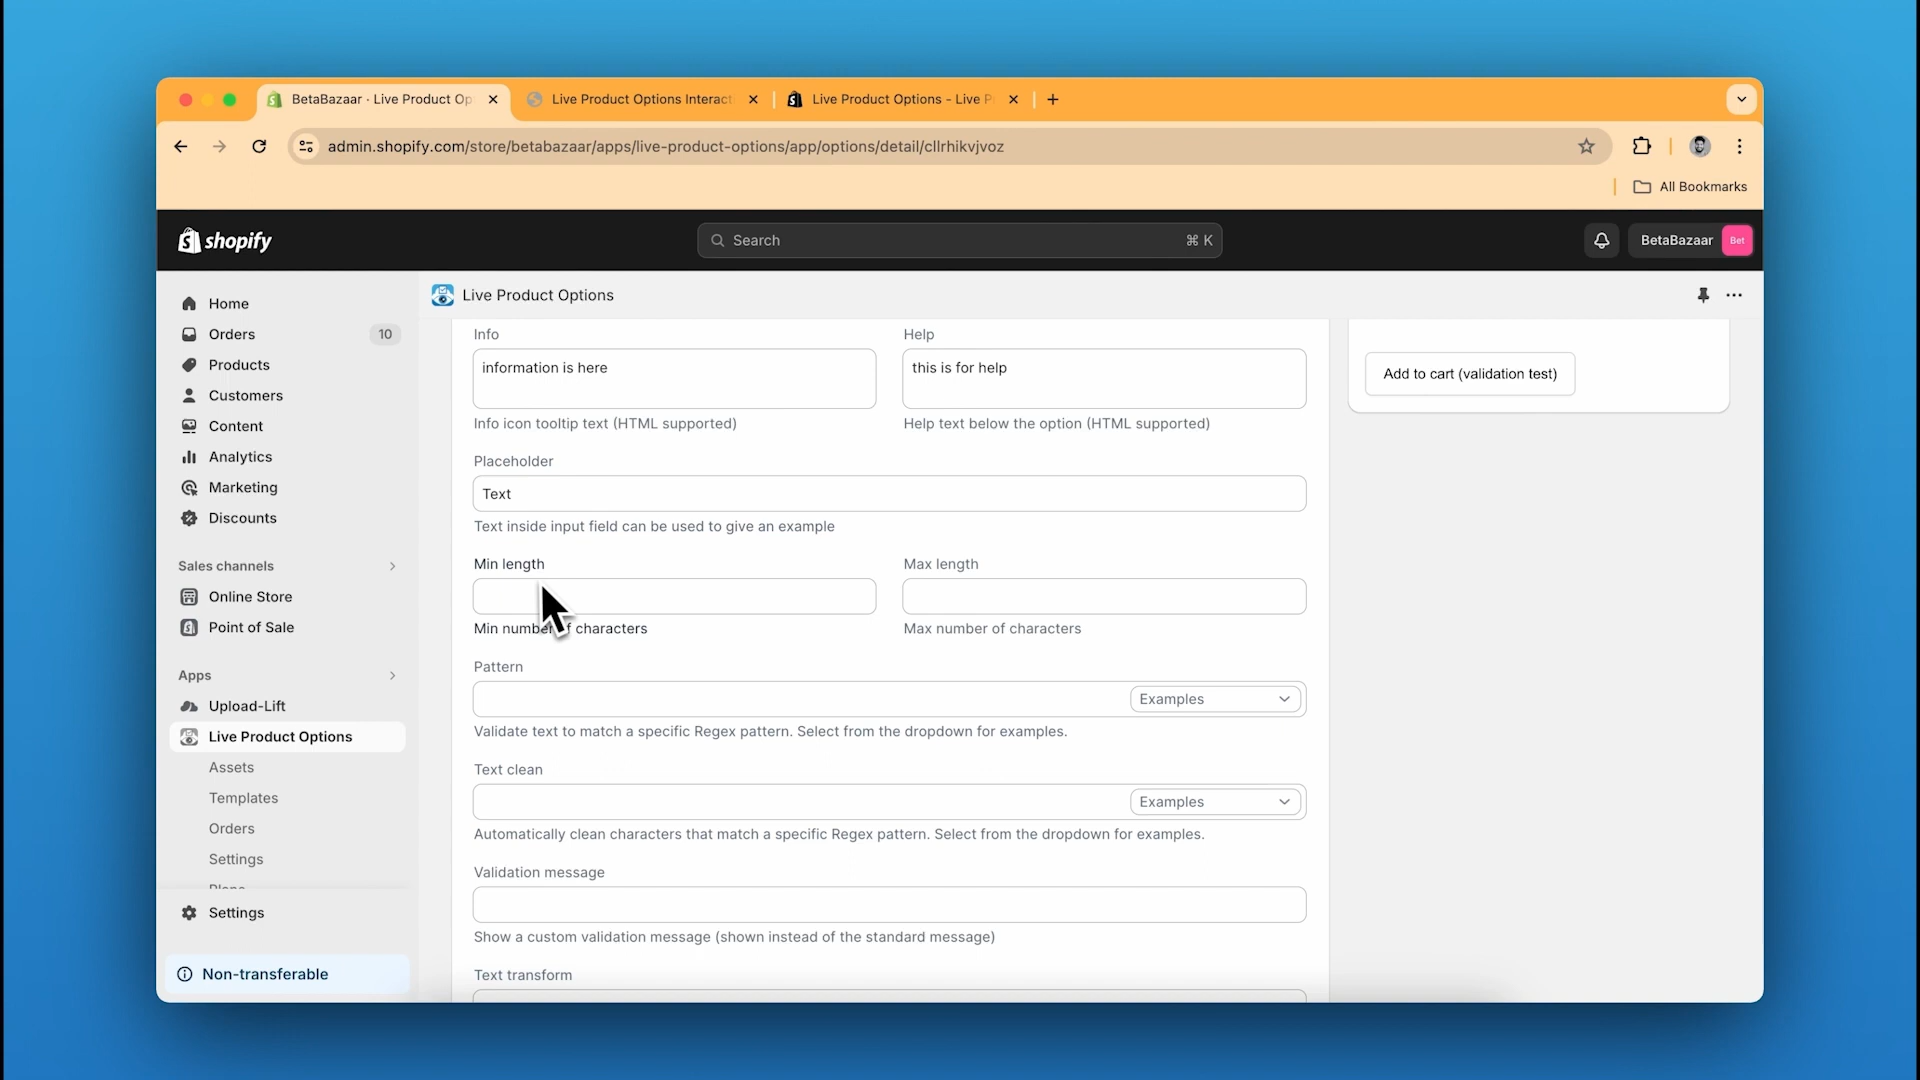 BetaBazaar · Live Product Op
Live Product Options Interact
Live Product Options - Live P
admin.shopify.com/store/betabazaar/apps/live-product-options/app/options/detail/cllrhikvjvoz
All Bookmarks
shopify
Search
⌘ K
BetaBazaar
Bet
Home
Orders
10
Products
Customers
Content
Analytics
Marketing
Discounts
Sales channels
Online Store
Point of Sale
Apps
Upload-Lift
Live Product Options
Assets
Templates
Orders
Settings
Plans
Settings
Non-transferable
Live Product Options
Info
information is here
Info icon tooltip text (HTML supported)
Help
this is for help
Help text below the option (HTML supported)
Placeholder
Text
Text inside input field can be used to give an example
Min length
Min number of characters
Max length
Max number of characters
Pattern
Examples
Validate text to match a specific Regex pattern. Select from the dropdown for examples.
Text clean
Examples
Automatically clean characters that match a specific Regex pattern. Select from the dropdown for examples.
Validation message
Show a custom validation message (shown instead of the standard message)
Text transform
Add to cart (validation test)